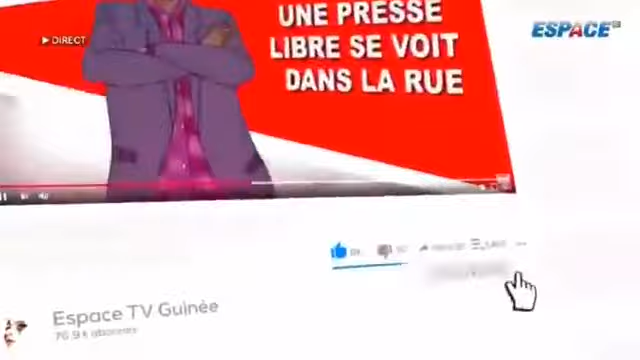 UNE PRESSE
LIBRE SE VOIT
DANS LA RUE
ESPACE
DIRECT
Espace TV Guinée